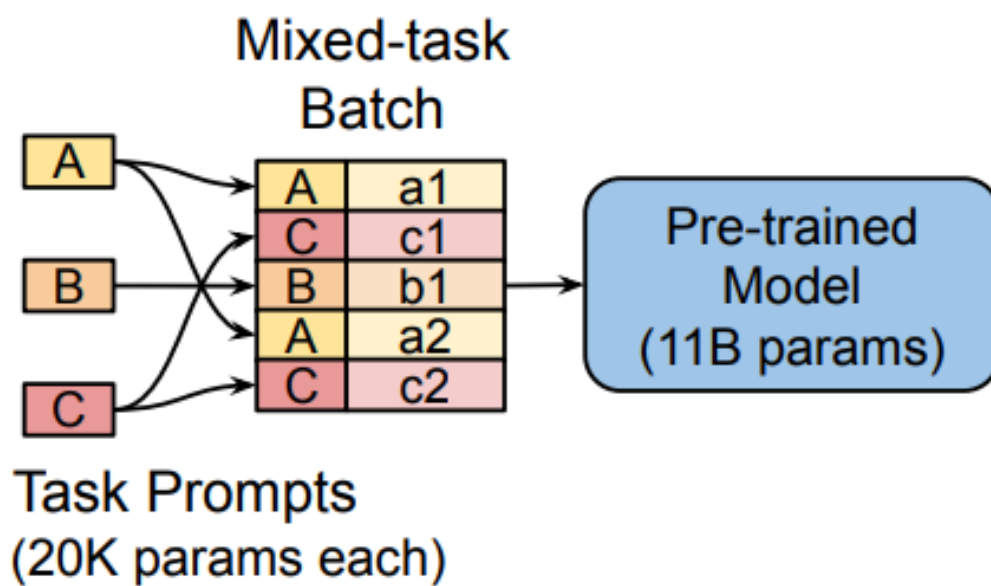 Mixed-task
Batch
A
B
C
A a1
C c1
B b1
A a2
C c2
Pre-trained
Model
(11B params)
Task Prompts
(20K params each)